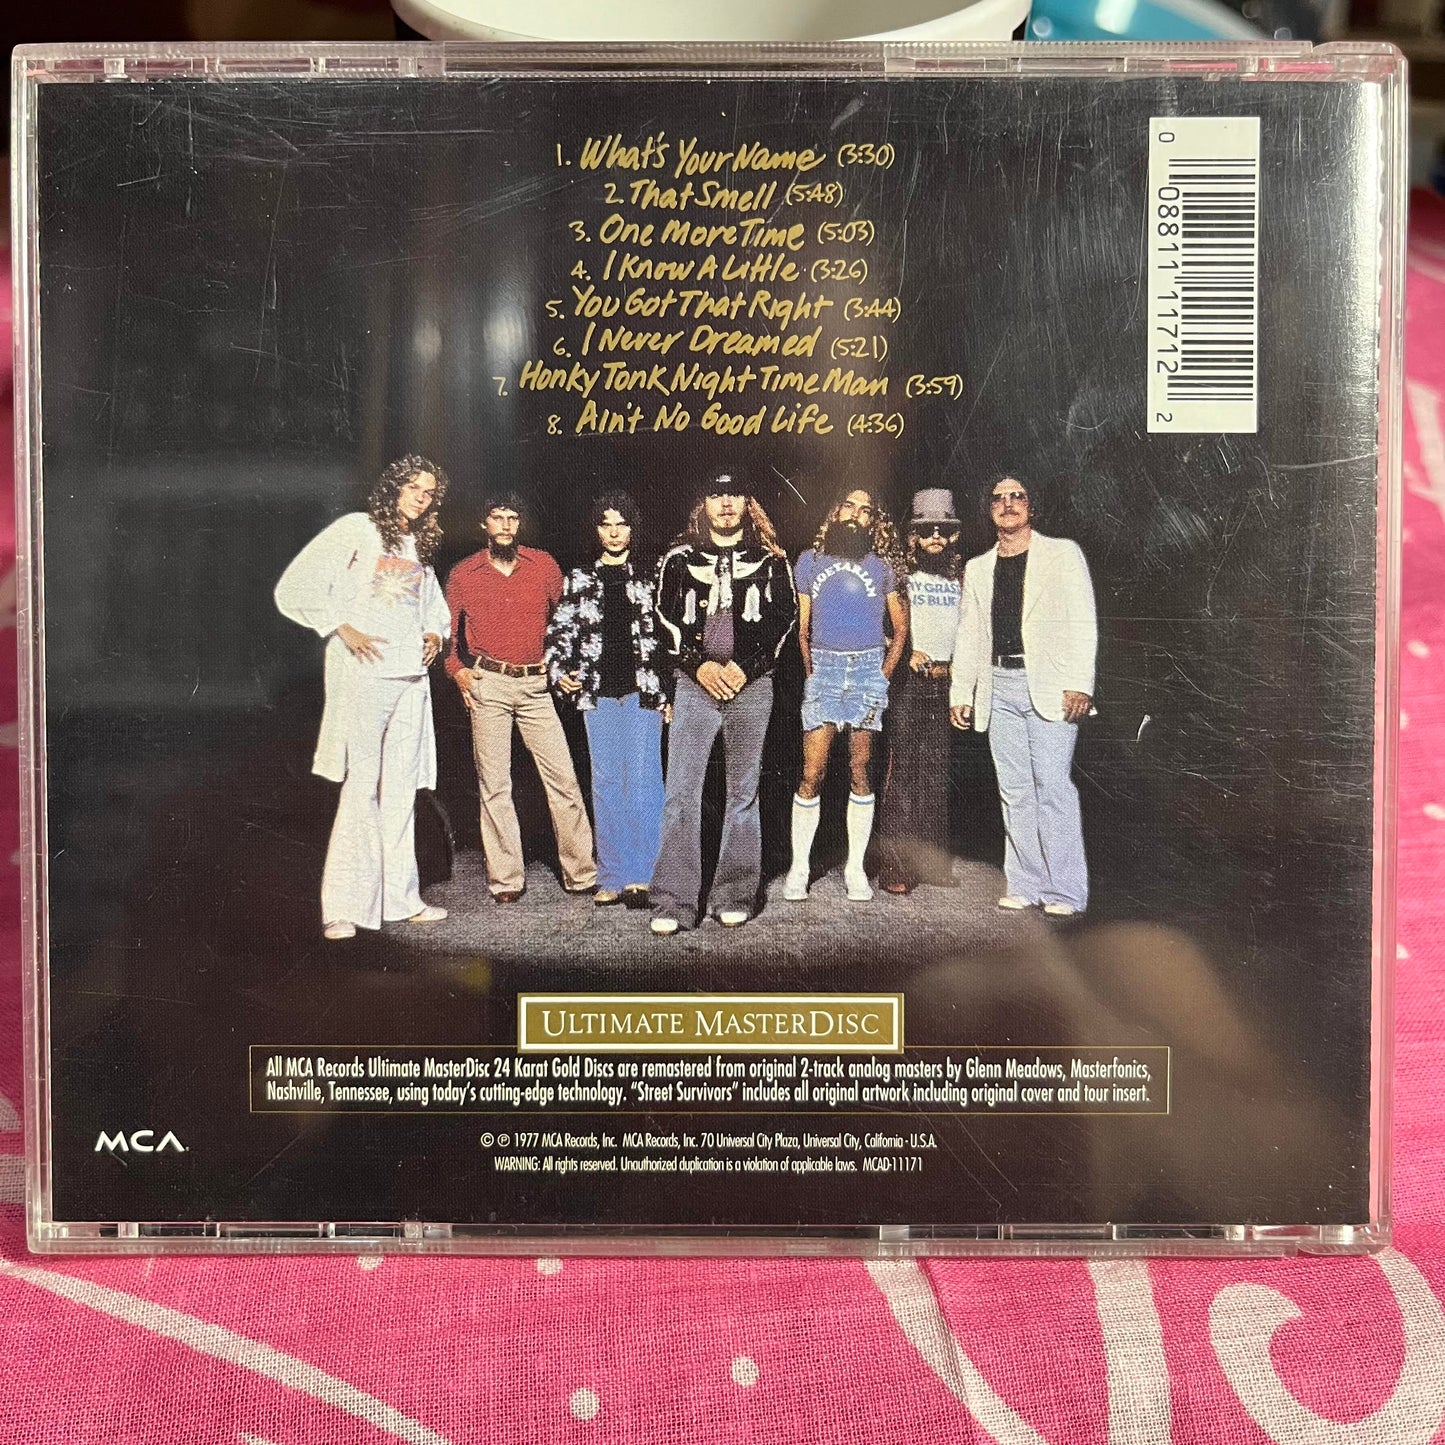 1. What's Your Name (3:30)
2. That Smell (5:48)
3. One More Time (5:03)
4. I Know A Little (3:26)
5. You Got That Right (3:44)
6. I Never Dreamed (5:21)
7. Honky Tonk Night Time Man (3:59)
8. Ain't No Good Life (4:36)
0 08811 11712 2
VEGETARIAN
MY GRASS
IS BLUE
ULTIMATE MASTERDISC
All MCA Records Ultimate MasterDisc 24 Karat Gold Discs are remastered from original 2-track analog masters by Glenn Meadows, Masterfonics,
Nashville, Tennessee, using today's cutting-edge technology. "Street Survivors" includes all original artwork including original cover and tour insert.
MCA
© ℗ 1977 MCA Records, Inc. MCA Records, Inc. 70 Universal City Plaza, Universal City, California - U.S.A.
WARNING: All rights reserved. Unauthorized duplication is a violation of applicable laws. MCAD-11171